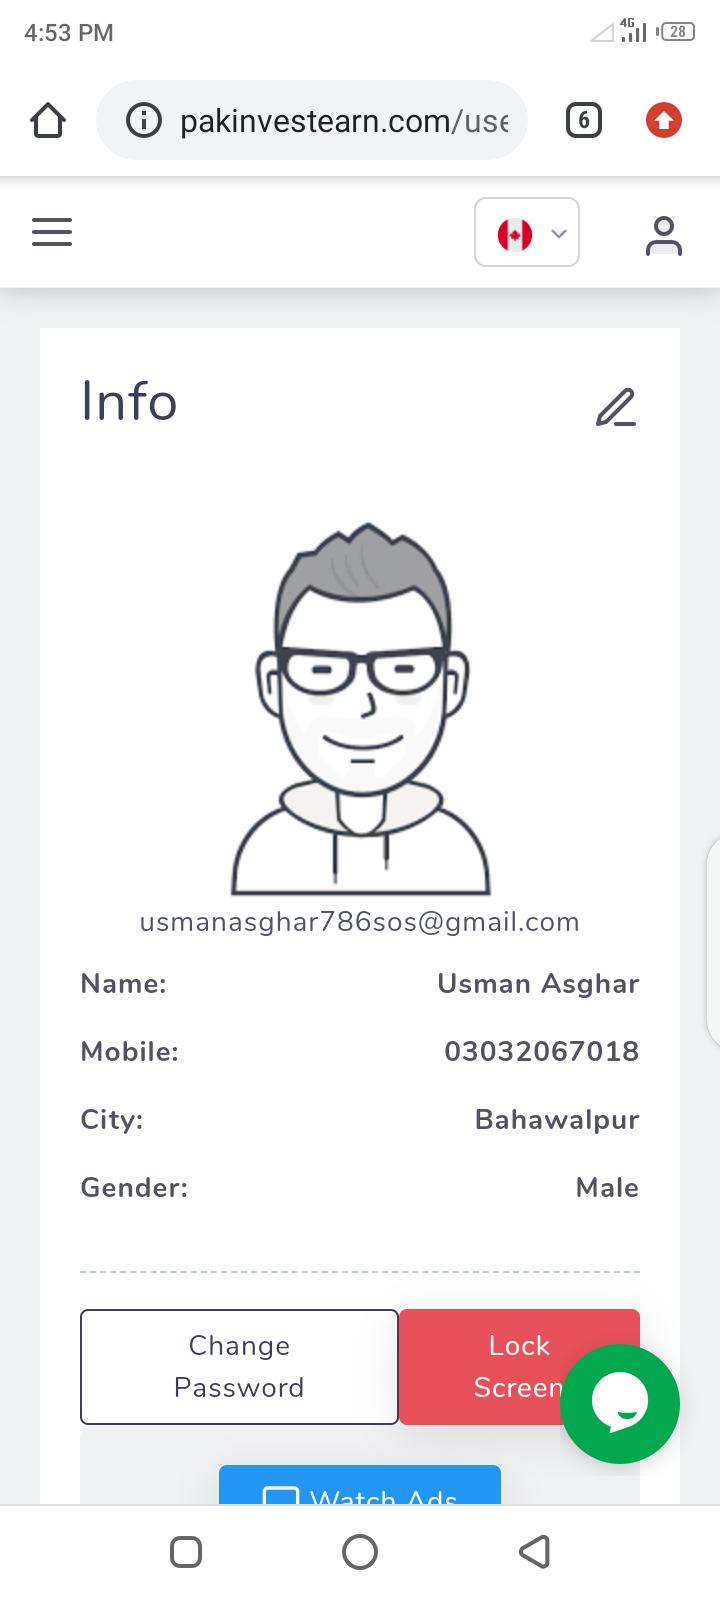 4:53 PM
4G
28
pakinvestearn.com/use
6
Info
usmanasghar786sos@gmail.com
Name: Usman Asghar
Mobile: 03032067018
City: Bahawalpur
Gender: Male
Change
Password
Lock
Screen
Watch Ads